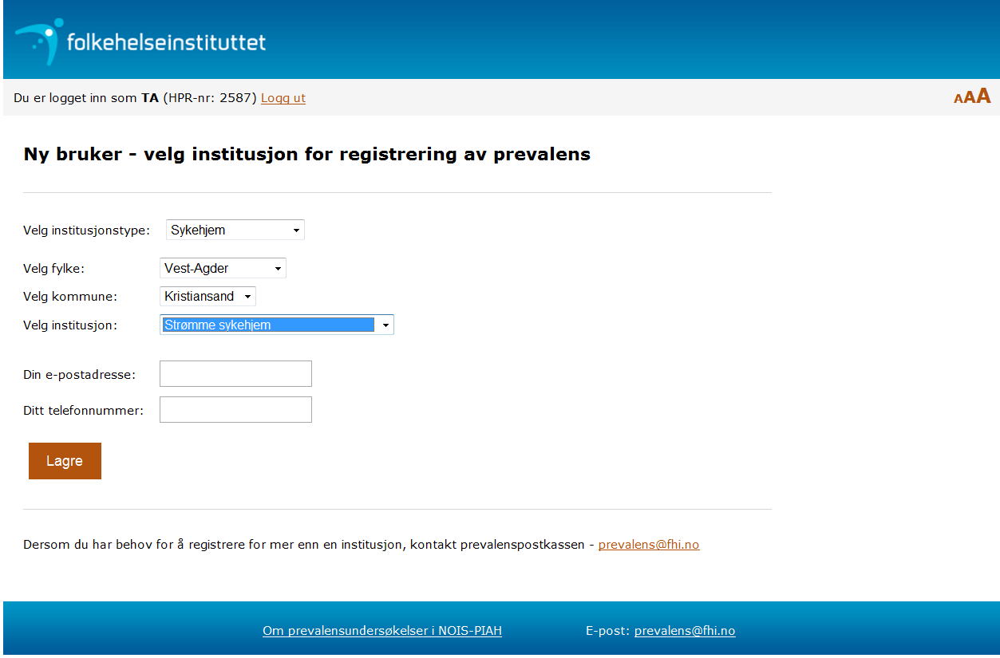 folkehelseinstituttet
Du er logget inn som TA (HPR-nr: 2587) Logg ut
AAA
Ny bruker - velg institusjon for registrering av prevalens
Velg institusjonstype: Sykehjem
Velg fylke: Vest-Agder
Velg kommune: Kristiansand
Velg institusjon: Strømme sykehjem
Din e-postadresse:
Ditt telefonnummer:
Lagre
Dersom du har behov for å registrere for mer enn en institusjon, kontakt prevalenspostkassen - prevalens@fhi.no
Om prevalensundersøkelser i NOIS-PIAH E-post: prevalens@fhi.no